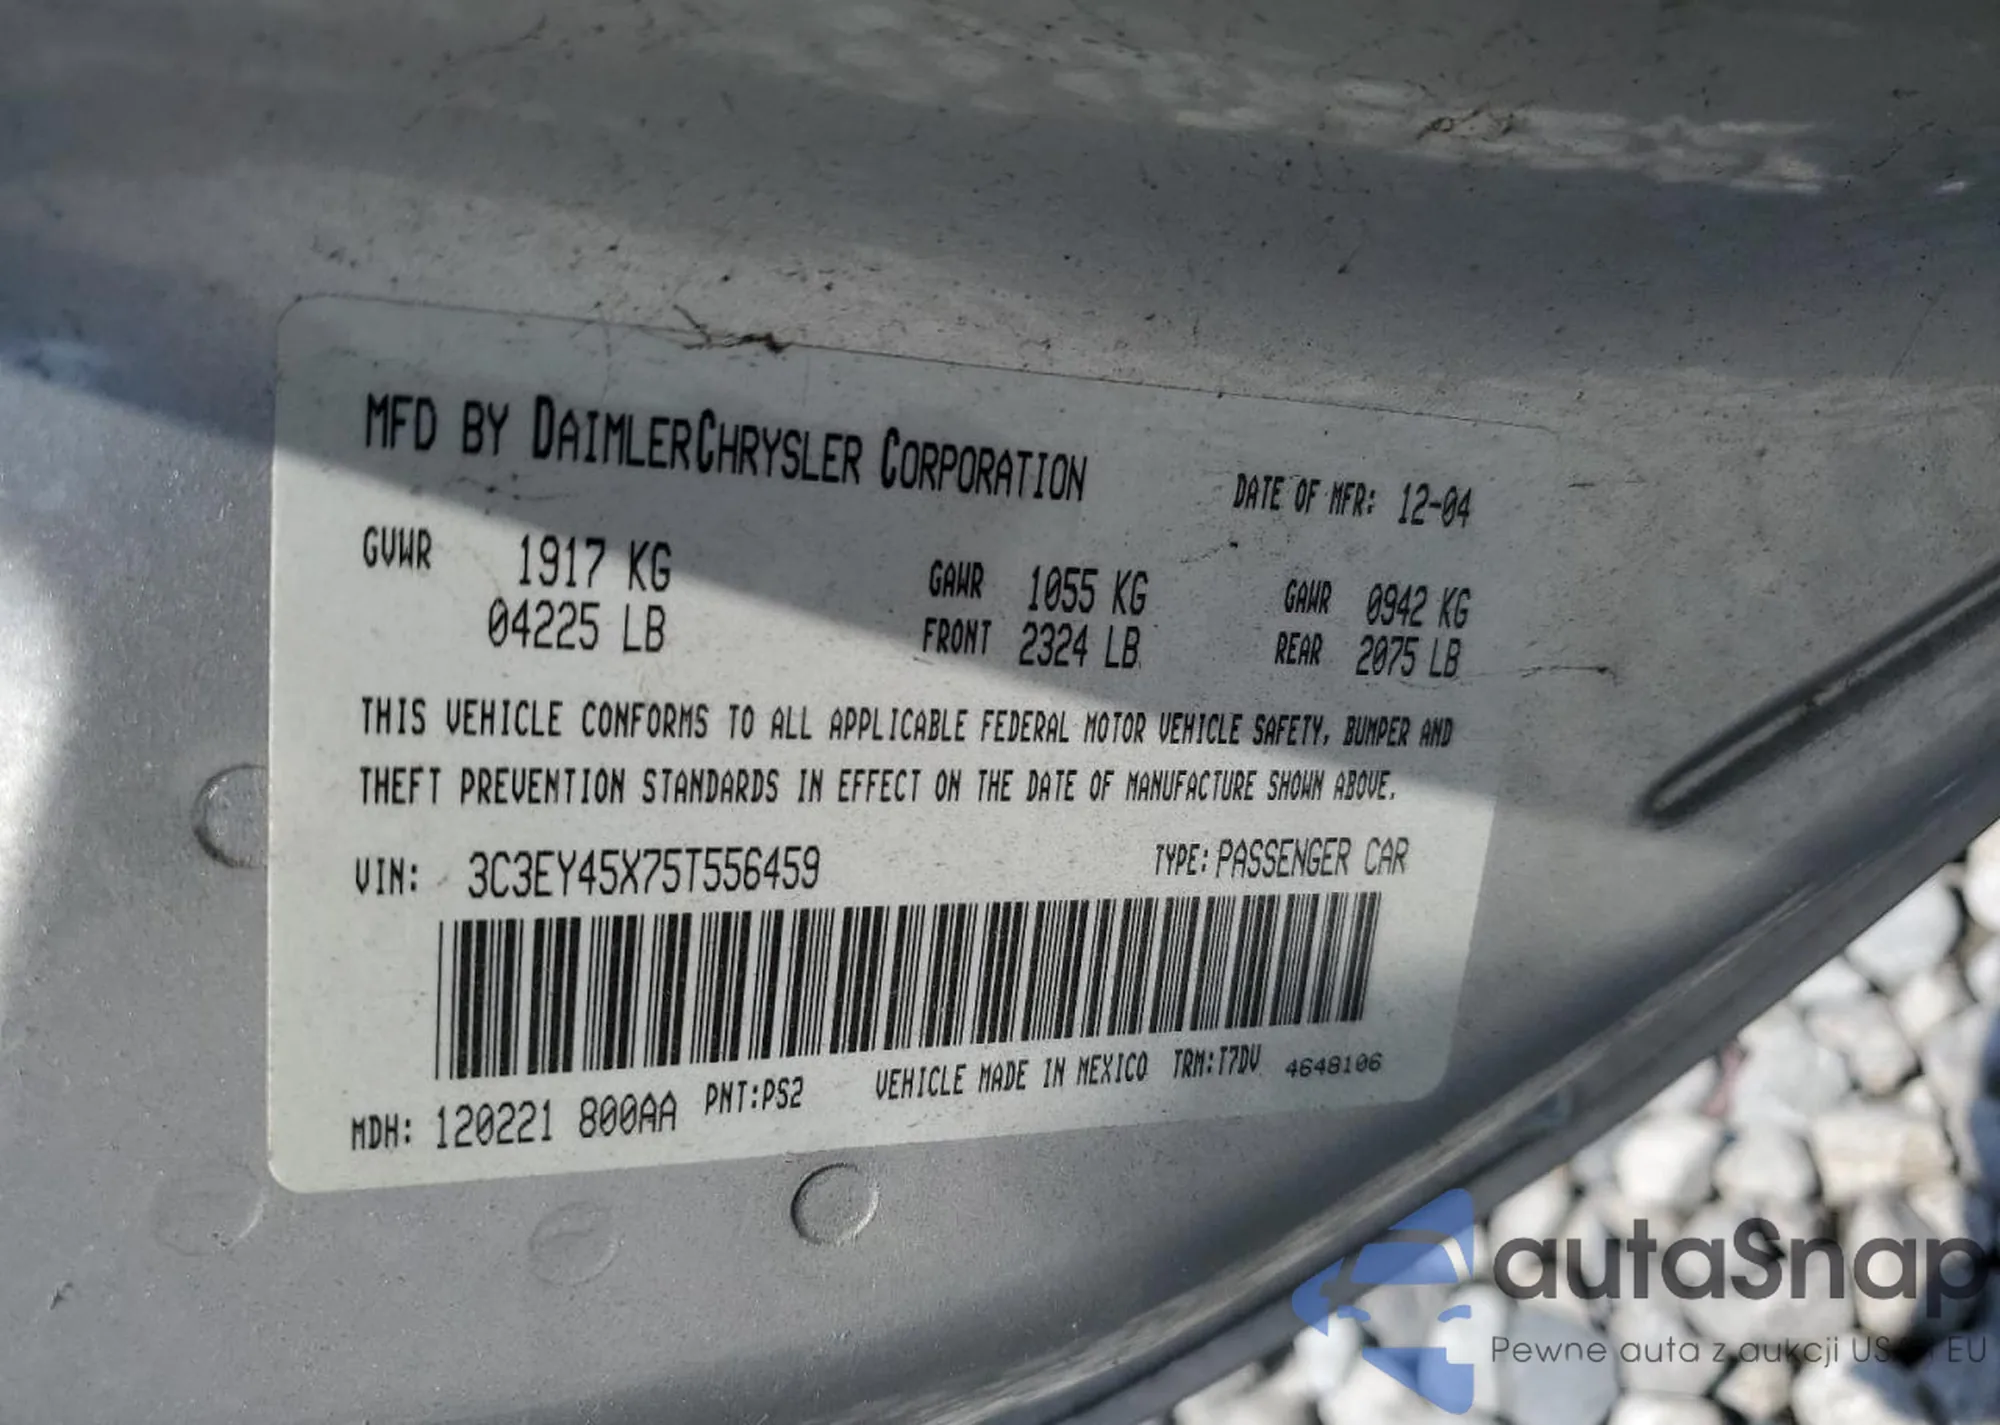 MFD BY DAIMLERCHRYSLER CORPORATION
DATE OF MFR: 12-04
GVWR 1917 KG
04225 LB
GAWR 1055 KG
FRONT 2324 LB
GAWR 0942 KG
REAR 2075 LB
THIS VEHICLE CONFORMS TO ALL APPLICABLE FEDERAL MOTOR VEHICLE SAFETY, BUMPER AND
THEFT PREVENTION STANDARDS IN EFFECT ON THE DATE OF MANUFACTURE SHOWN ABOVE.
VIN: 3C3EY45X75T556459
TYPE: PASSENGER CAR
MDH: 120221 800AA PNT:PS2 VEHICLE MADE IN MEXICO TRM:T7DV 4648106
autaSnap
Pewne auta z aukcji US EU